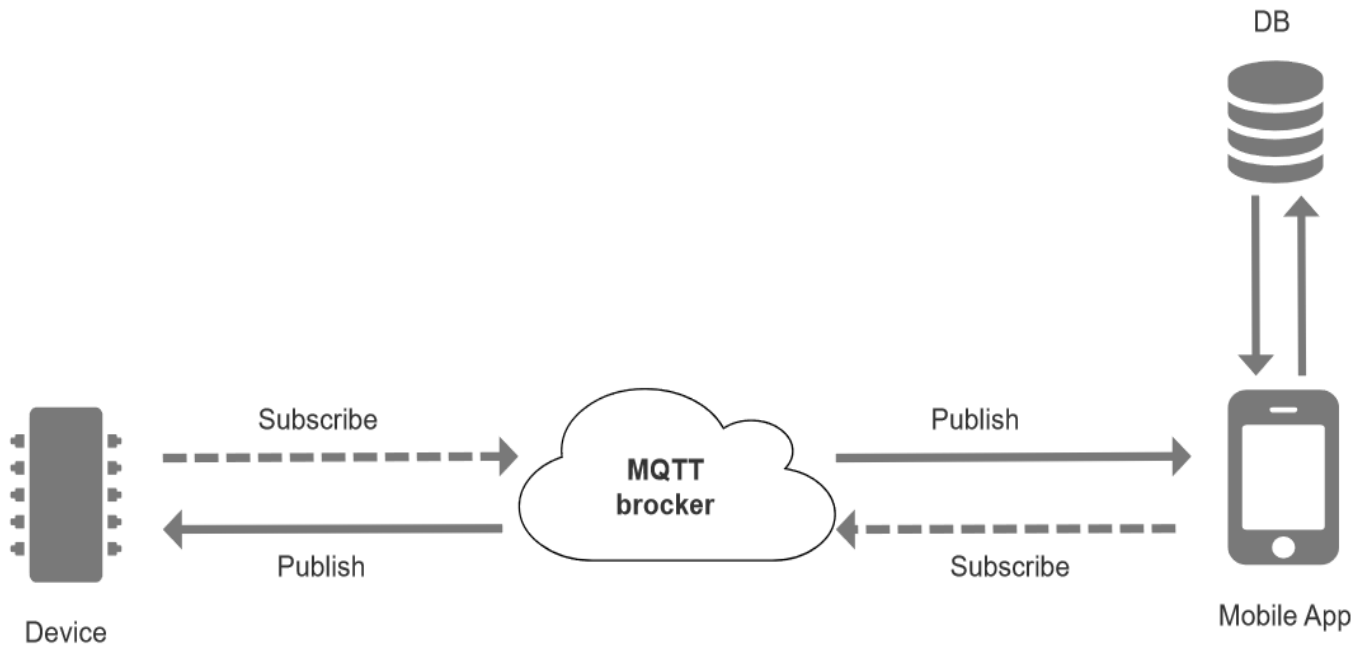 DB
Subscribe
Publish
MQTT
brocker
Publish
Subscribe
Device
Mobile App